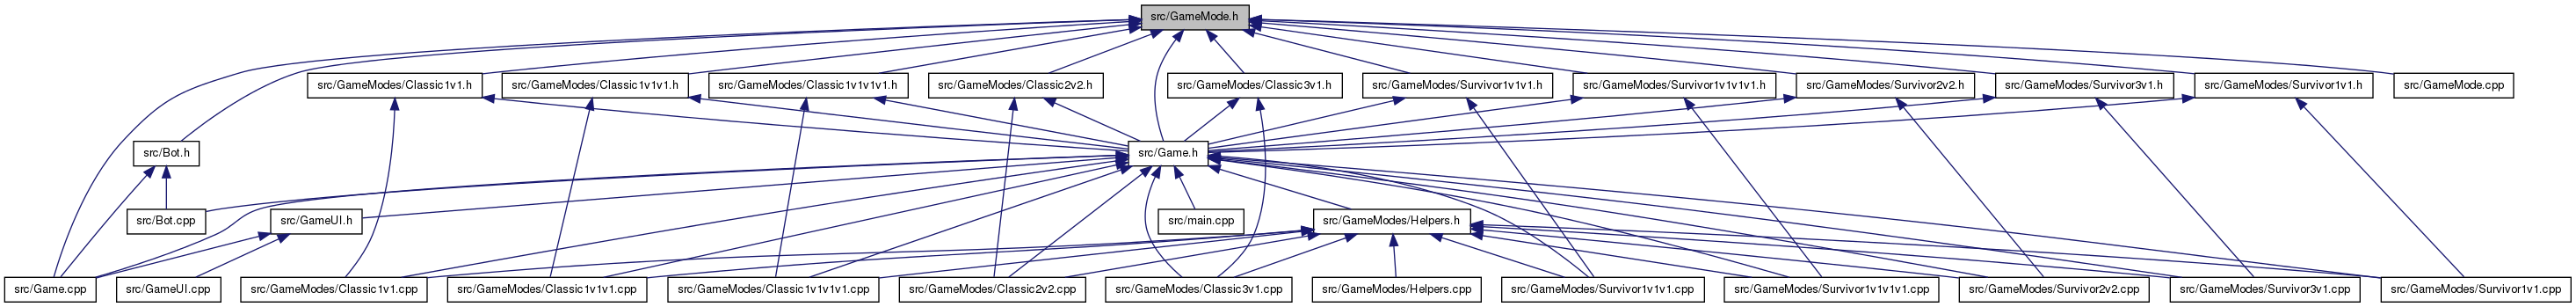 src/GameMode.h
src/GameModes/Classic1v1.h
src/GameModes/Classic1v1v1.h
src/GameModes/Classic1v1v1v1.h
src/GameModes/Classic2v2.h
src/GameModes/Classic3v1.h
src/GameModes/Survivor1v1v1.h
src/GameModes/Survivor1v1v1v1.h
src/GameModes/Survivor2v2.h
src/GameModes/Survivor3v1.h
src/GameModes/Survivor1v1.h
src/GameMode.cpp
src/Bot.h
src/Game.h
src/Bot.cpp
src/GameUI.h
src/main.cpp
src/GameModes/Helpers.h
src/Game.cpp
src/GameUI.cpp
src/GameModes/Classic1v1.cpp
src/GameModes/Classic1v1v1.cpp
src/GameModes/Classic1v1v1v1.cpp
src/GameModes/Classic2v2.cpp
src/GameModes/Classic3v1.cpp
src/GameModes/Helpers.cpp
src/GameModes/Survivor1v1v1.cpp
src/GameModes/Survivor1v1v1v1.cpp
src/GameModes/Survivor2v2.cpp
src/GameModes/Survivor3v1.cpp
src/GameModes/Survivor1v1.cpp